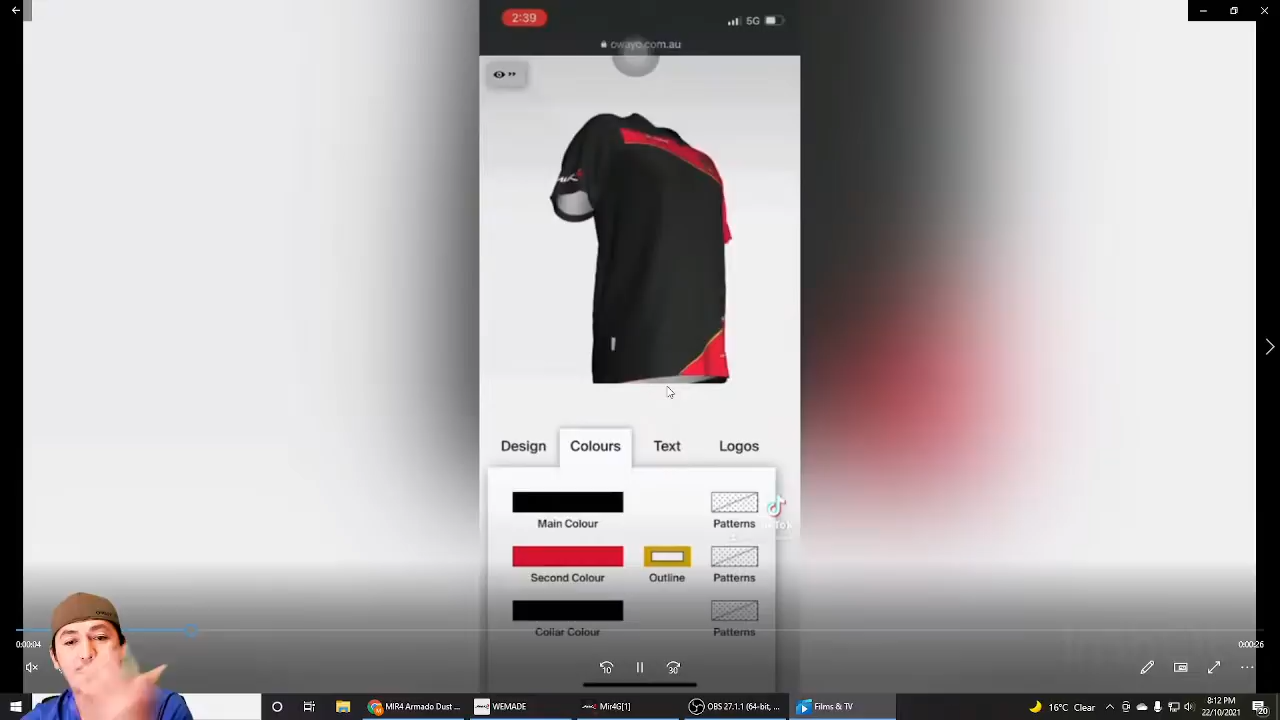 2:39
5G
owayo.com.au
Design
Colours
Text
Logos
Main Colour
Patterns
Second Colour
Outline
Patterns
Collar Colour
Patterns
0:00:04
0:00:26
10
30
MIR4 Armado Dust ...
WEMADE
Mir4G[1]
OBS 27.1.1 (64-bit, ...
Films & TV
16°C Clear
8:12 PM
22/10/2021